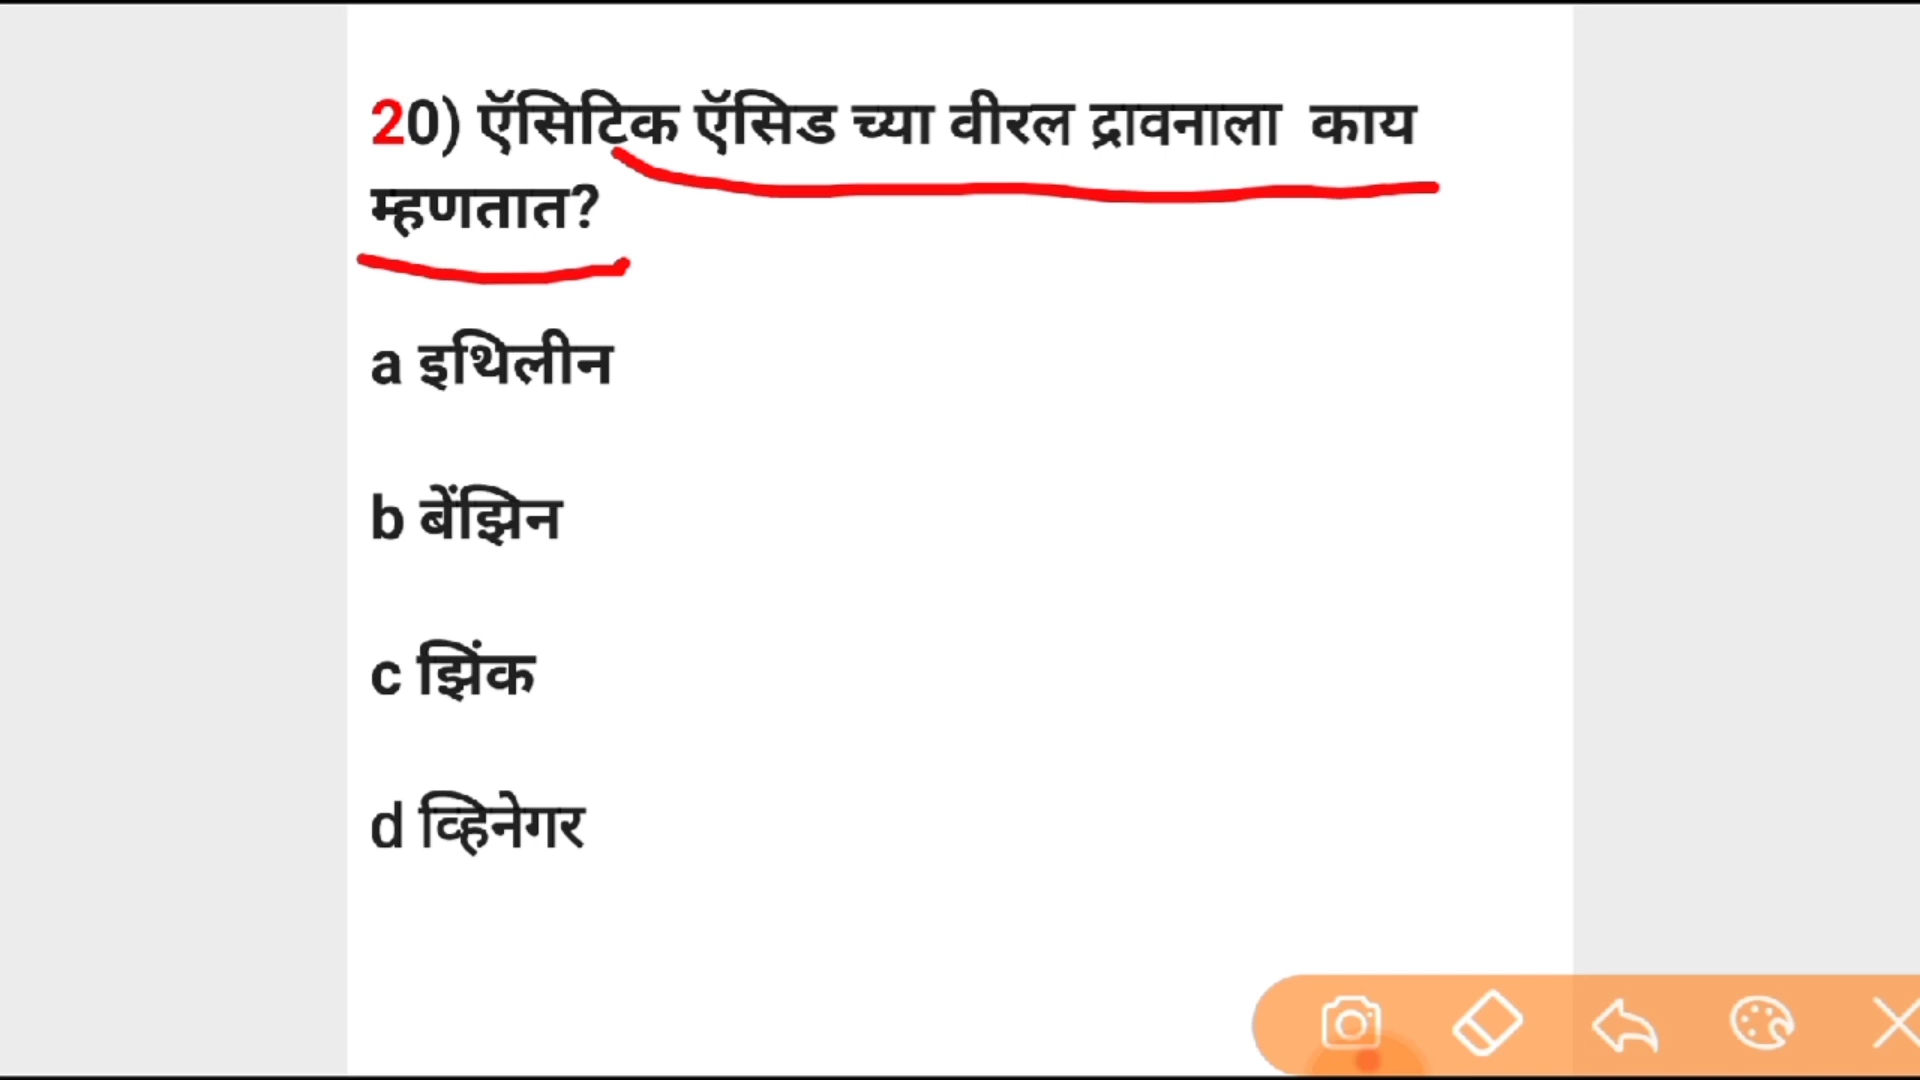 20) ऍसिटिक ऍसिड च्या वीरल द्रावनाला काय
म्हणतात?
a इथिलीन
b बेंझिन
c झिंक
d व्हिनेगर